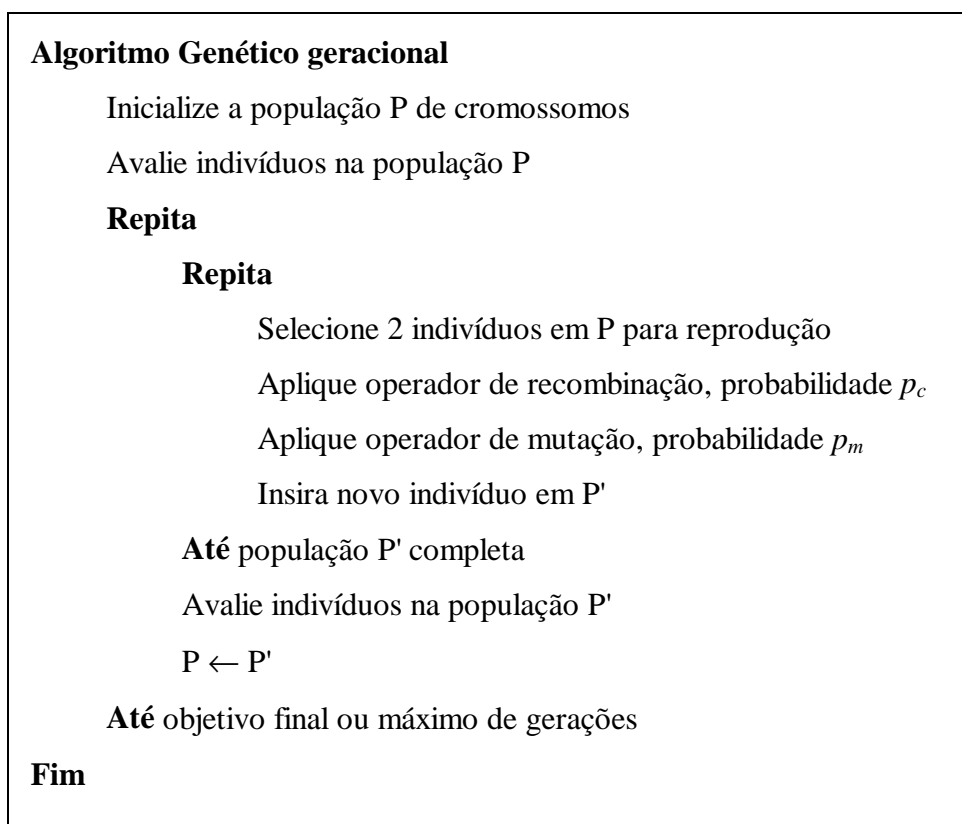 Algoritmo Genético geracional
Inicialize a população P de cromossomos
Avalie indivíduos na população P
Repita
Repita
Selecione 2 indivíduos em P para reprodução
Aplique operador de recombinação, probabilidade p_c
Aplique operador de mutação, probabilidade p_m
Insira novo indivíduo em P'
Até população P' completa
Avalie indivíduos na população P'
P ← P'
Até objetivo final ou máximo de gerações
Fim